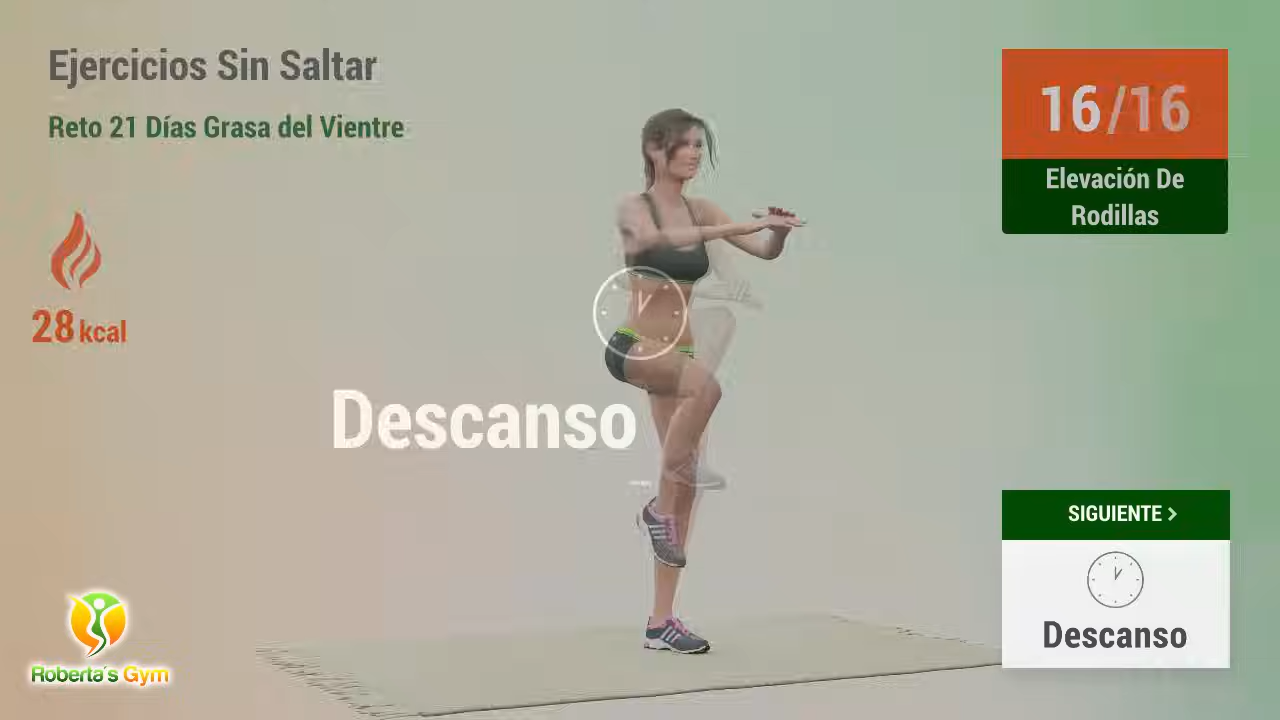 Ejercicios Sin Saltar
Reto 21 Días Grasa del Vientre
16/16
Elevación De
Rodillas
28 kcal
Descanso
SIGUIENTE >
Descanso
Roberta´s Gym